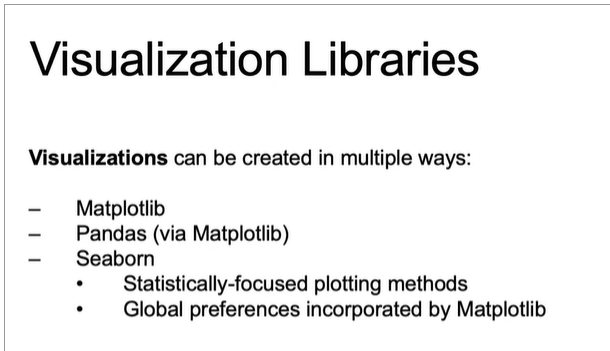 Visualization Libraries
Visualizations can be created in multiple ways:
– Matplotlib
– Pandas (via Matplotlib)
– Seaborn
• Statistically-focused plotting methods
• Global preferences incorporated by Matplotlib